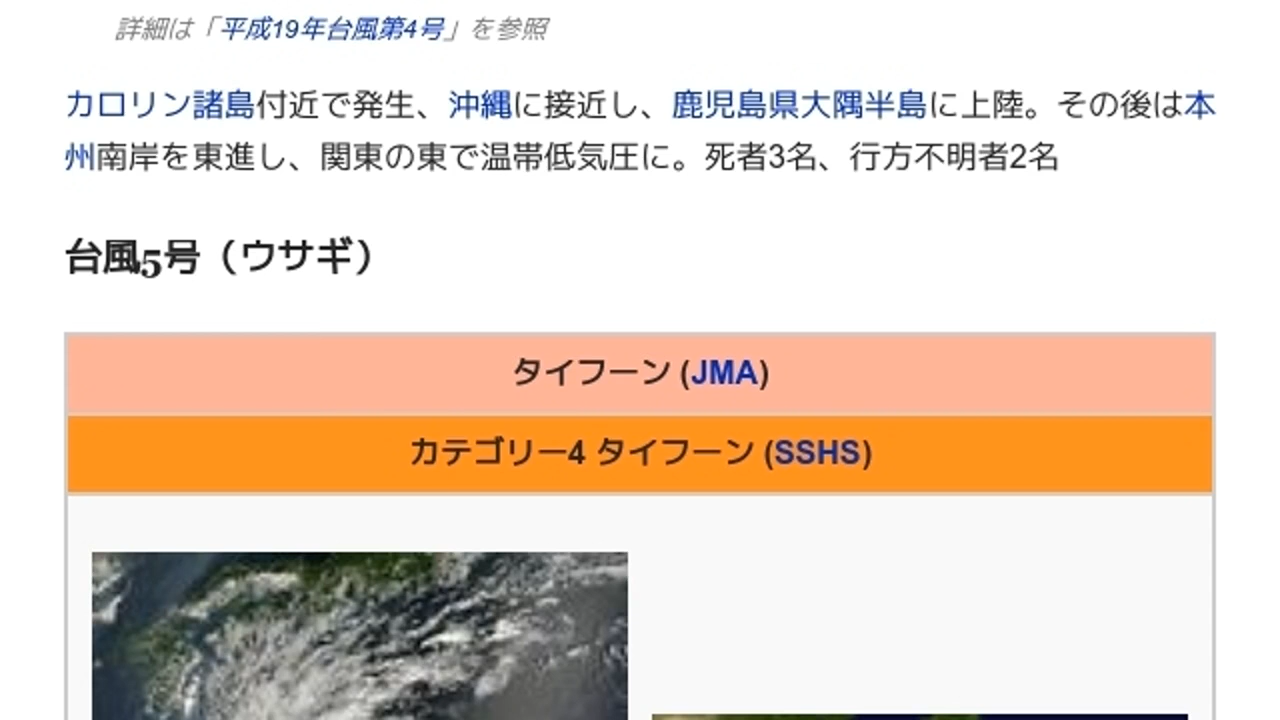 詳細は「平成19年台風第4号」を参照
カロリン諸島付近で発生、沖縄に接近し、鹿児島県大隅半島に上陸。その後は本
州南岸を東進し、関東の東で温帯低気圧に。死者3名、行方不明者2名
台風5号（ウサギ）
タイフーン (JMA)
カテゴリー4 タイフーン (SSHS)